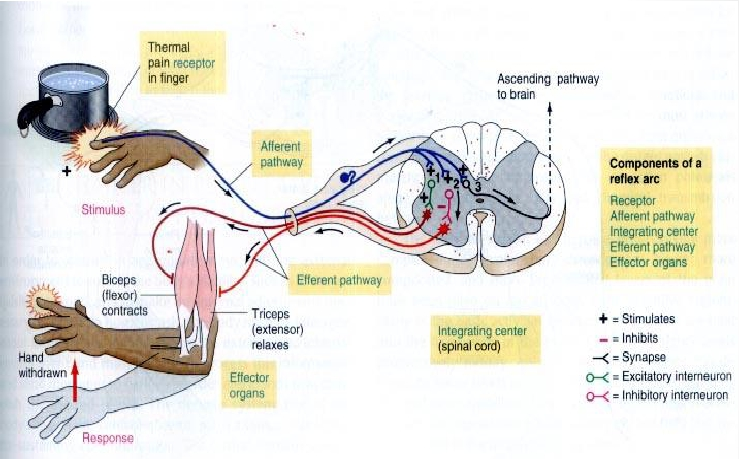 Thermal
pain receptor
in finger
Ascending pathway
to brain
Afferent
pathway
+
Stimulus
Components of a
reflex arc
Receptor
Afferent pathway
Integrating center
Efferent pathway
Effector organs
+ 1
+ 2
+ 3
+
−
Efferent pathway
Biceps
(flexor)
contracts
Triceps
(extensor)
relaxes
Integrating center
(spinal cord)
+ = Stimulates
− = Inhibits
= Synapse
= Excitatory interneuron
= Inhibitory interneuron
Hand
withdrawn
Effector
organs
Response